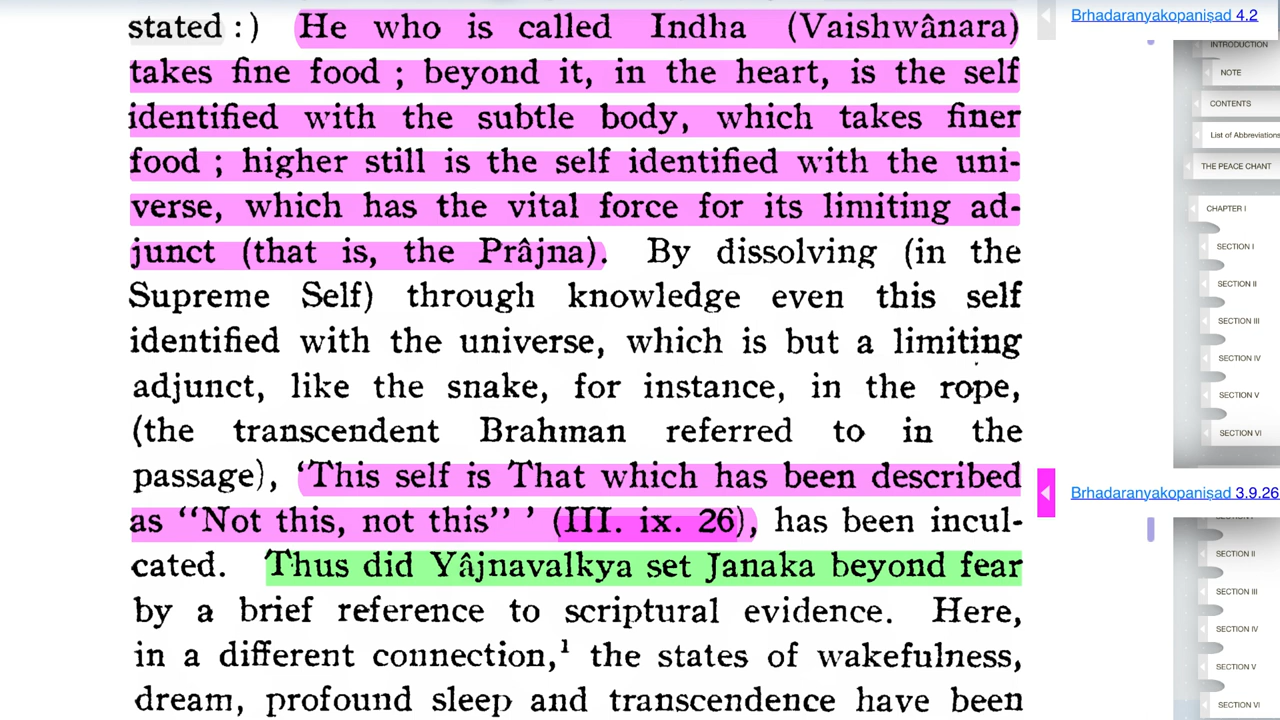 stated :) He who is called Indha (Vaishwânara)
takes fine food ; beyond it, in the heart, is the self
identified with the subtle body, which takes finer
food ; higher still is the self identified with the uni-
verse, which has the vital force for its limiting ad-
junct (that is, the Prâjna). By dissolving (in the
Supreme Self) through knowledge even this self
identified with the universe, which is but a limiting
adjunct, like the snake, for instance, in the rope,
(the transcendent Brahman referred to in the
passage), ‘This self is That which has been described
as “Not this, not this” ’ (III. ix. 26), has been incul-
cated. Thus did Yâjnavalkya set Janaka beyond fear
by a brief reference to scriptural evidence. Here,
in a different connection,¹ the states of wakefulness,
dream, profound sleep and transcendence have been
Bṛhadaraṇyakopaniṣad 4.2
INTRODUCTION
NOTE
CONTENTS
List of Abbreviations
THE PEACE CHANT
CHAPTER I
SECTION I
SECTION II
SECTION III
SECTION IV
SECTION V
SECTION VI
Bṛhadaraṇyakopaniṣad 3.9.26
SECTION II
SECTION III
SECTION IV
SECTION V
SECTION VI